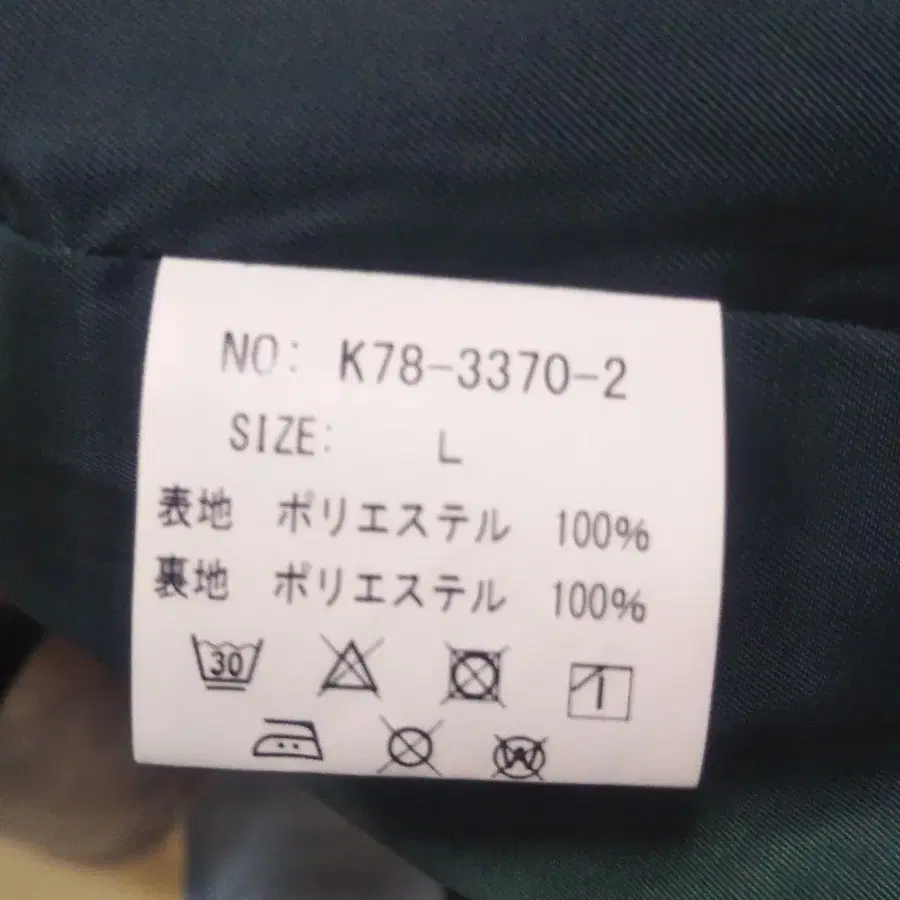 NO: K78-3370-2
SIZE: L
表地 ポリエステル 100%
裏地 ポリエステル 100%
30
W